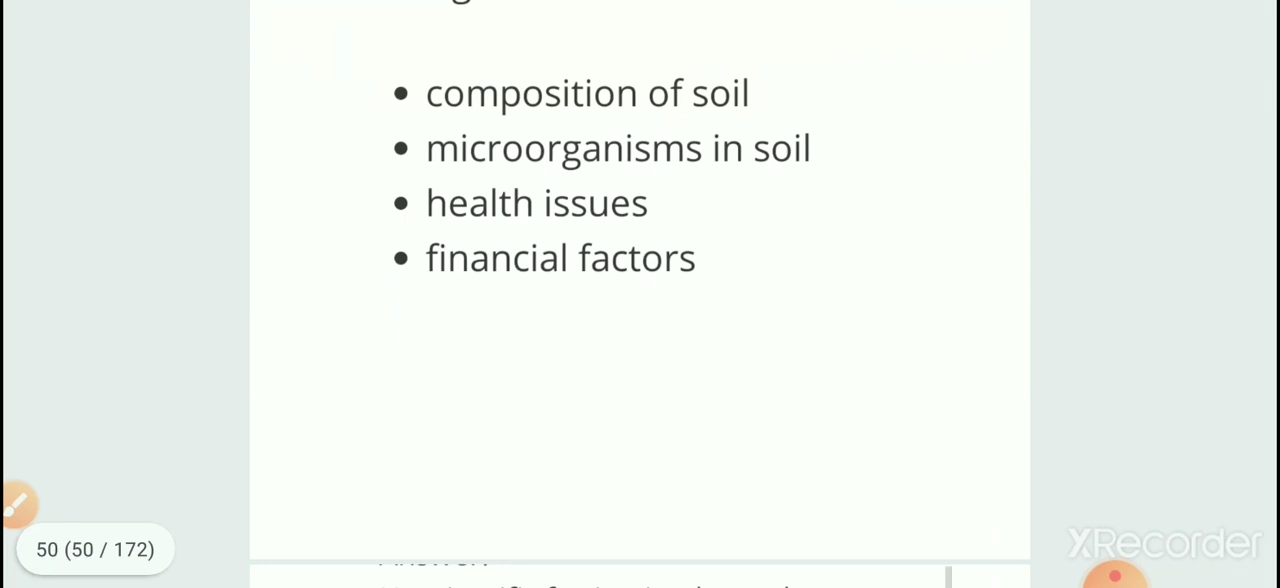 • composition of soil
• microorganisms in soil
• health issues
• financial factors
50 (50 / 172)
XRecorder